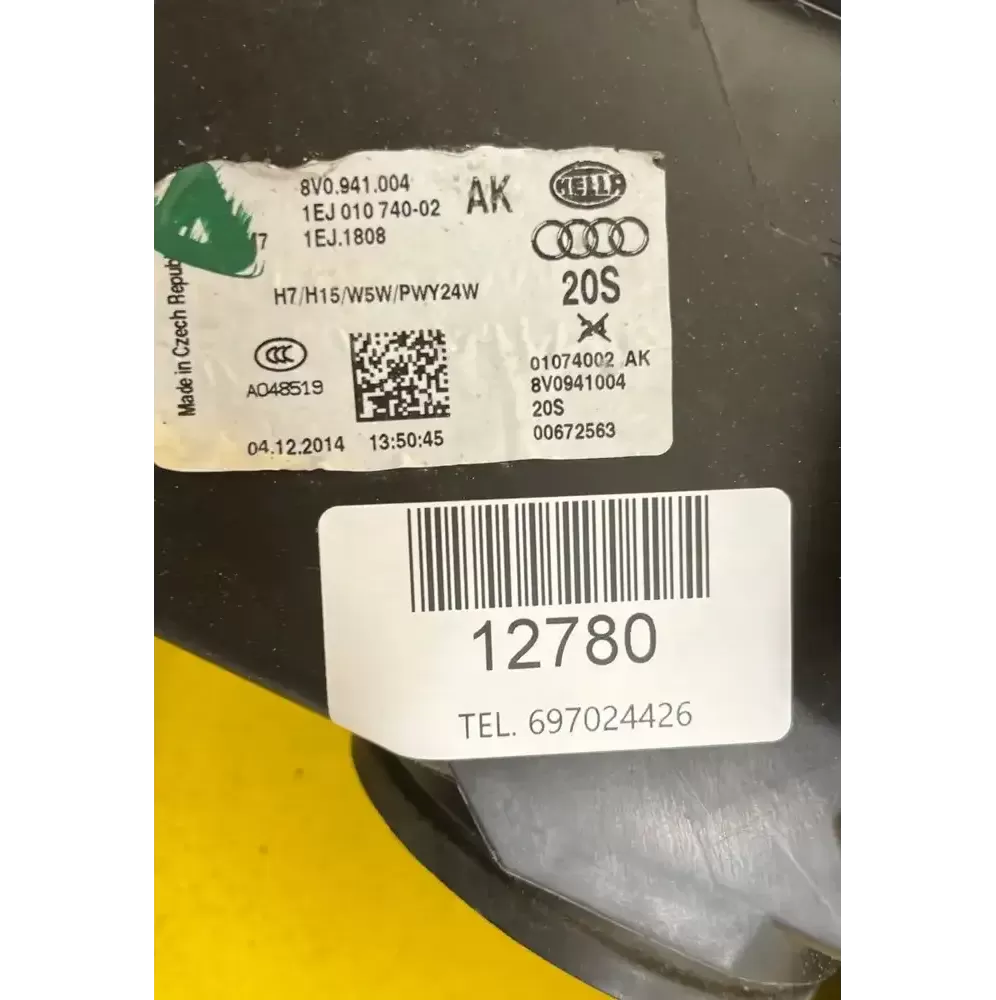 8V0.941.004
AK
HELLA
1EJ 010 740-02
1EJ.1808
H7/H15/W5W/PWY24W
20S
Made in Czech Repub
CCC
A048519
01074002 AK
8V0941004
20S
00672563
04.12.2014 13:50:45
12780
TEL. 697024426